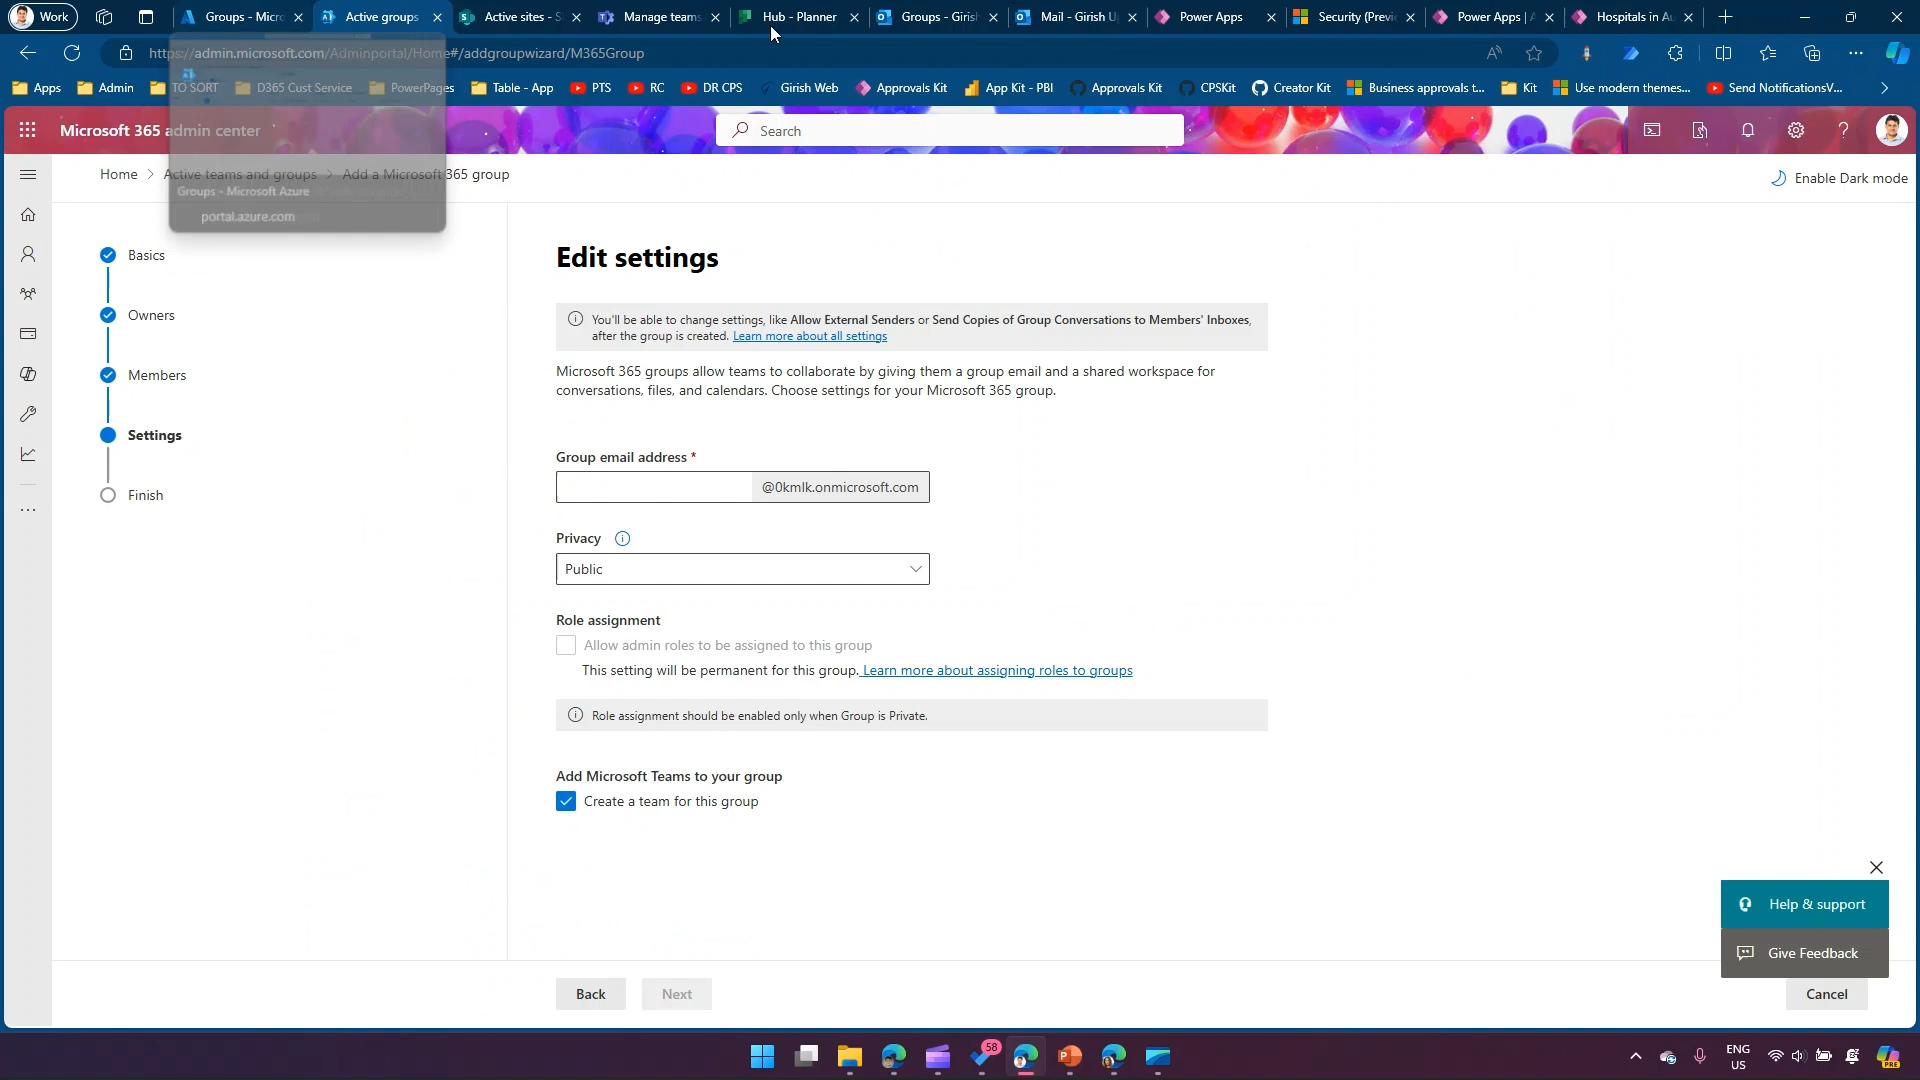 Work
Groups - Micro
Active groups
Active sites - S
Manage teams
Hub - Planner
Groups - Girish
Mail - Girish U
Power Apps
Security (Previ
Power Apps | A
Hospitals in Au
https://admin.microsoft.com/Adminportal/Home#/addgroupwizard/M365Group
Apps
Admin
TO SORT
D365 Cust Service
PowerPages
Table - App
PTS
RC
DR CPS
Girish Web
Approvals Kit
App Kit - PBI
Approvals Kit
CPSKit
Creator Kit
Business approvals t...
Kit
Use modern themes...
Send NotificationsV...
Microsoft 365 admin center
Search
Home > Active teams and groups > Add a Microsoft 365 group
Enable Dark mode
Groups - Microsoft Azure
portal.azure.com
Basics
Owners
Members
Settings
Finish
Edit settings
You'll be able to change settings, like Allow External Senders or Send Copies of Group Conversations to Members' Inboxes,
after the group is created. Learn more about all settings
Microsoft 365 groups allow teams to collaborate by giving them a group email and a shared workspace for
conversations, files, and calendars. Choose settings for your Microsoft 365 group.
Group email address *
@0kmlk.onmicrosoft.com
Privacy
Public
Role assignment
Allow admin roles to be assigned to this group
This setting will be permanent for this group. Learn more about assigning roles to groups
Role assignment should be enabled only when Group is Private.
Add Microsoft Teams to your group
Create a team for this group
Help & support
Give Feedback
Back
Next
Cancel
58
ENG
US
PRE